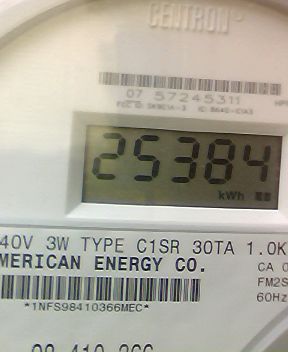 CENTRON
07 57245311
25384
kWh
40V 3W TYPE C1SR 30TA 1.0K
MERICAN ENERGY CO.
CA 0
FM2S
60Hz
*1NFS98410366MEC*